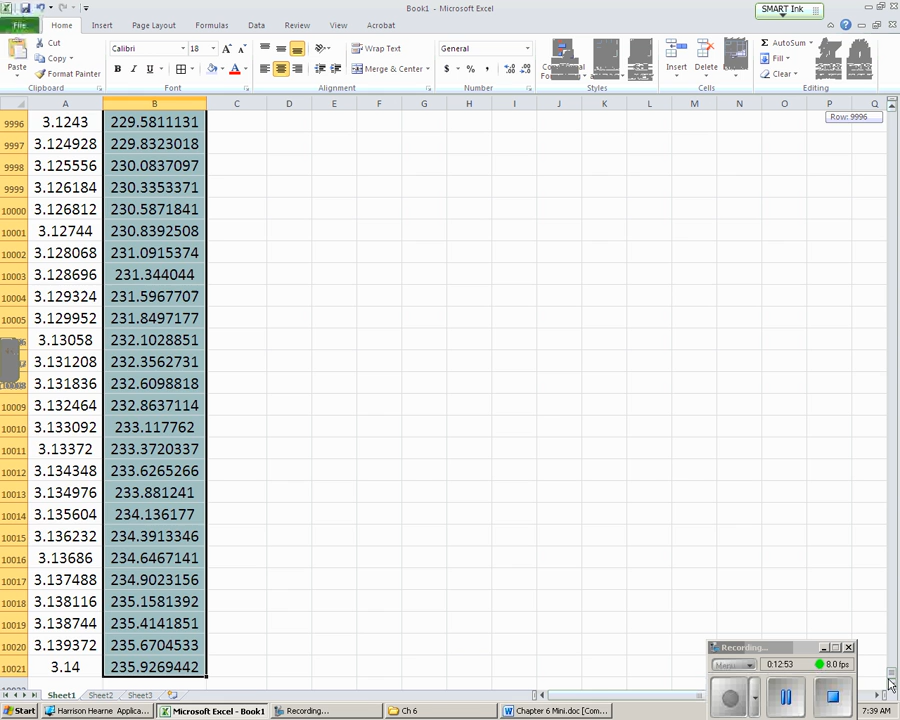 Book1 - Microsoft Excel
SMART Ink
File Home Insert Page Layout Formulas Data Review View Acrobat
Paste
Cut
Copy
Format Painter
Clipboard
Calibri 18
B I U
Font
Wrap Text
Merge & Center
Alignment
General
$ % ,
Number
Styles
Insert Delete
Cells
Σ AutoSum
Fill
Clear
Editing
A B C D E F G H I J K L M N O P Q
Row: 9996
9996 3.1243 229.5811131
9997 3.124928 229.8323018
9998 3.125556 230.0837097
9999 3.126184 230.3353371
10000 3.126812 230.5871841
10001 3.12744 230.8392508
10002 3.128068 231.0915374
10003 3.128696 231.344044
10004 3.129324 231.5967707
10005 3.129952 231.8497177
3.13058 232.1028851
3.131208 232.3562731
3.131836 232.6098818
10009 3.132464 232.8637114
10010 3.133092 233.117762
10011 3.13372 233.3720337
10012 3.134348 233.6265266
10013 3.134976 233.881241
10014 3.135604 234.136177
10015 3.136232 234.3913346
10016 3.13686 234.6467141
10017 3.137488 234.9023156
10018 3.138116 235.1581392
10019 3.138744 235.4141851
10020 3.139372 235.6704533
10021 3.14 235.9269442
Sheet1 Sheet2 Sheet3
Recording...
Menu 0:12:53 8.0 fps
Start Harrison Hearne Applica... Microsoft Excel - Book1 Recording... Ch 6 Chapter 6 Mini.doc [Com... 7:39 AM